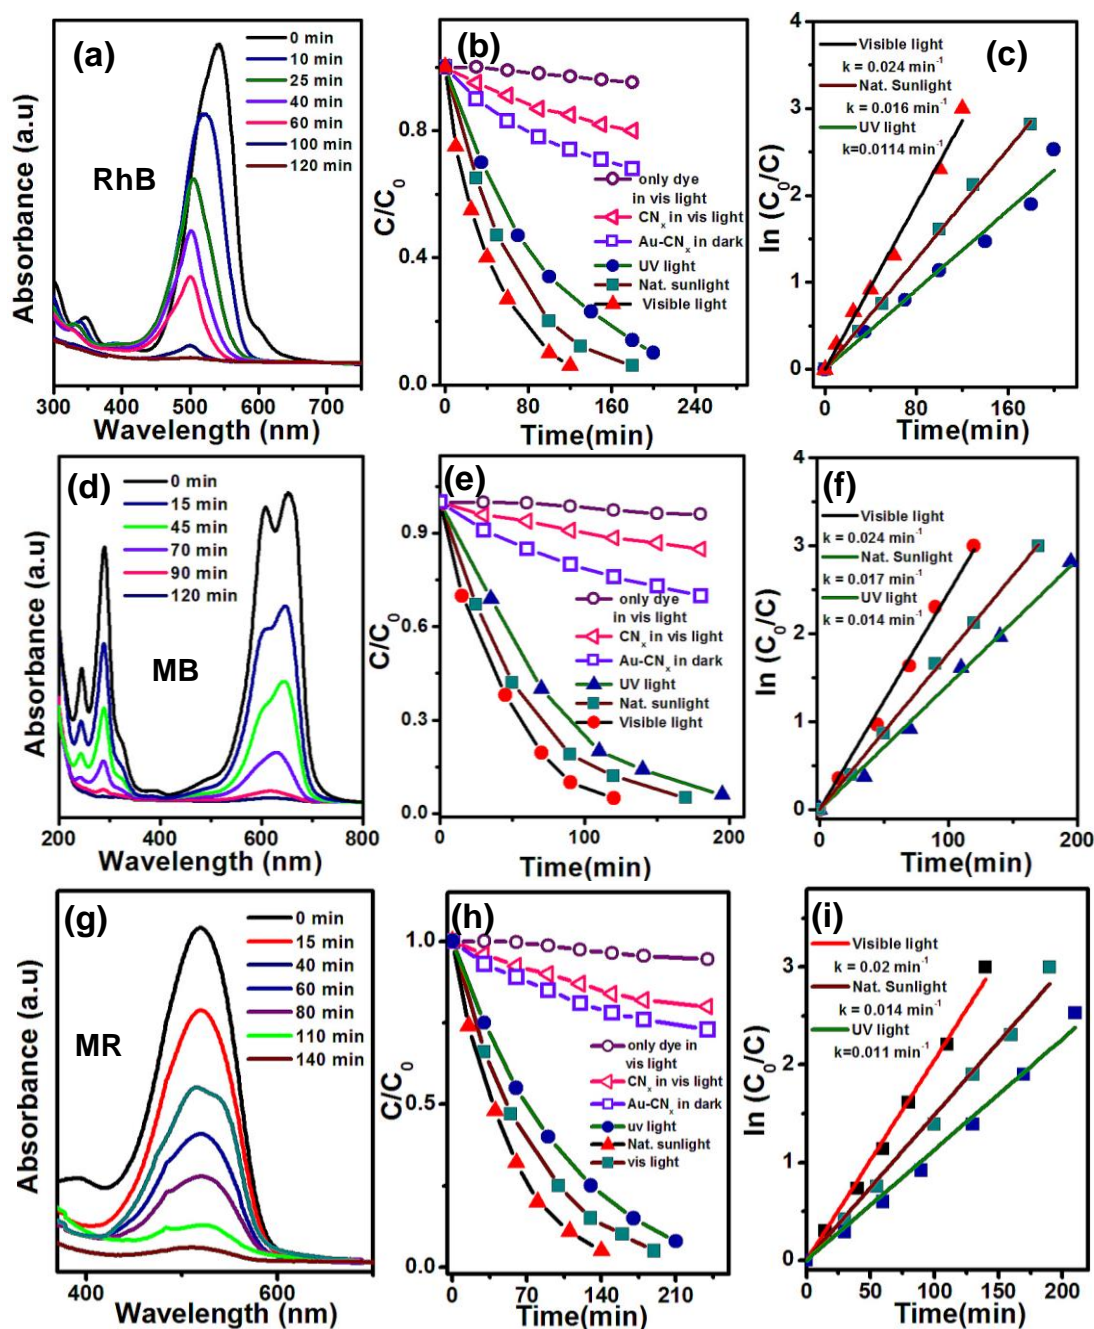 (a)
0 min
10 min
25 min
40 min
60 min
100 min
120 min
RhB
Absorbance (a.u)
300 400 500 600 700
Wavelength (nm)
(b)
C/C0
0.8
0.4
0.0
only dye
in vis light
CNx in vis light
Au-CNx in dark
UV light
Nat. sunlight
Visible light
0 80 160 240
Time(min)
(c)
Visible light
k = 0.024 min-1
Nat. Sunlight
k = 0.016 min-1
UV light
k=0.0114 min-1
ln (C0/C)
4
3
2
1
0
0 80 160
Time(min)
(d)
0 min
15 min
45 min
70 min
90 min
120 min
MB
Absorbance (a.u)
200 400 600 800
Wavelength (nm)
(e)
C/C0
0.9
0.6
0.3
0.0
only dye
in vis light
CNx in vis light
Au-CNx in dark
UV light
Nat. sunlight
Visible light
0 100 200
Time(min)
(f)
Visible light
k = 0.024 min-1
Nat. Sunlight
k = 0.017 min-1
UV light
k = 0.014 min-1
ln (C0/C)
4
3
2
1
0
0 100 200
Time(min)
(g)
0 min
15 min
40 min
60 min
80 min
110 min
140 min
MR
Absorbance (a.u)
400 500 600
Wavelength (nm)
(h)
C/C0
1.0
0.5
0.0
only dye in
vis light
CNx in vis light
Au-CNx in dark
uv light
Nat. sunlight
vis light
0 70 140 210
Time(min)
(i)
Visible light
k = 0.02 min-1
Nat. Sunlight
k = 0.014 min-1
UV light
k=0.011 min-1
ln (C0/C)
3
2
1
0
0 50 100 150 200
Time(min)